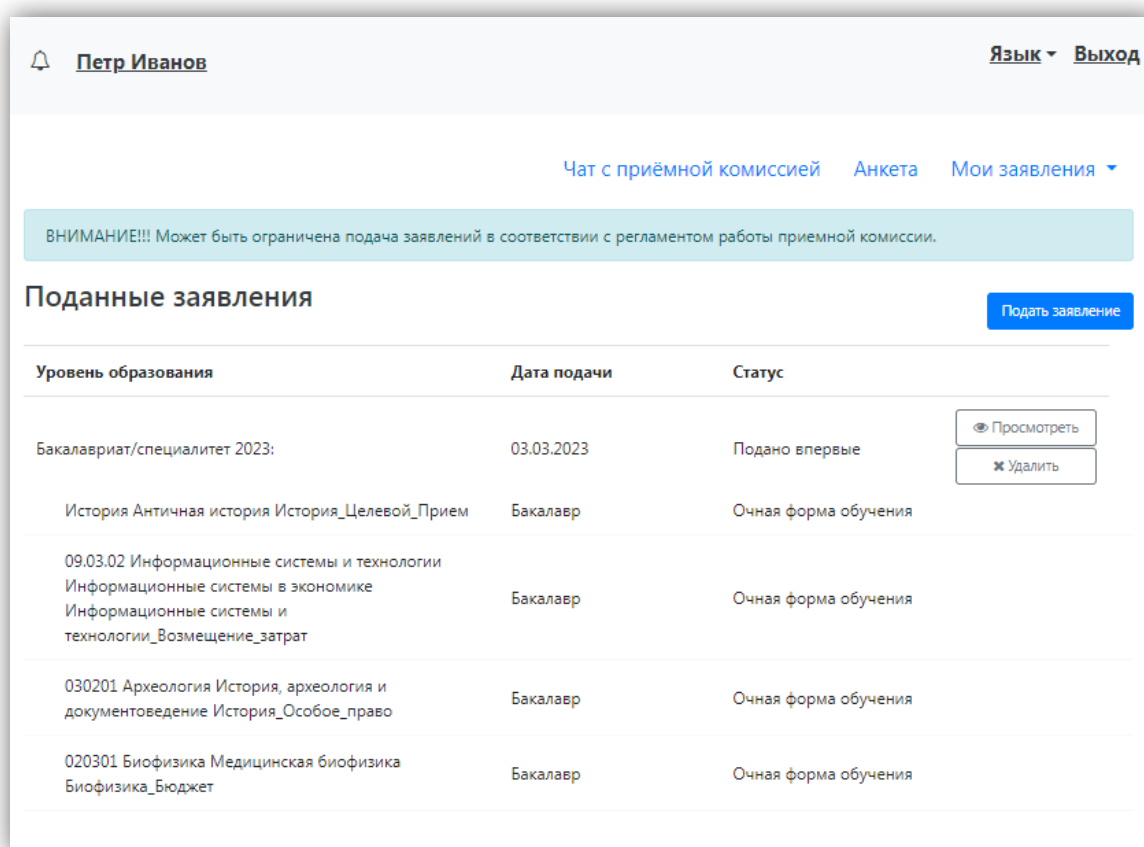 Петр Иванов
Язык Выход
Чат с приёмной комиссией Анкета Мои заявления
ВНИМАНИЕ!!! Может быть ограничена подача заявлений в соответствии с регламентом работы приемной комиссии.
Поданные заявления
Подать заявление
Уровень образования Дата подачи Статус
Бакалавриат/специалитет 2023: 03.03.2023 Подано впервые
Просмотреть
Удалить
История Античная история История_Целевой_Прием Бакалавр Очная форма обучения
09.03.02 Информационные системы и технологии
Информационные системы в экономике
Информационные системы и
технологии_Возмещение_затрат
Бакалавр Очная форма обучения
030201 Археология История, археология и
документоведение История_Особое_право
Бакалавр Очная форма обучения
020301 Биофизика Медицинская биофизика
Биофизика_Бюджет
Бакалавр Очная форма обучения